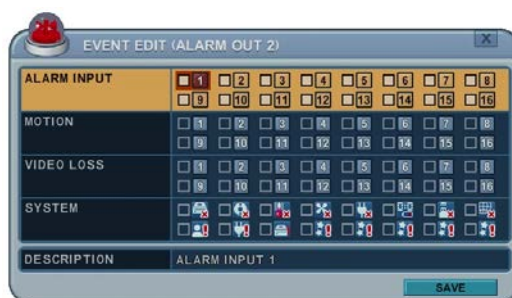 EVENT EDIT (ALARM OUT 2) X
ALARM INPUT 1 2 3 4 5 6 7 8
9 10 11 12 13 14 15 16
MOTION 1 2 3 4 5 6 7 8
9 10 11 12 13 14 15 16
VIDEO LOSS 1 2 3 4 5 6 7 8
9 10 11 12 13 14 15 16
SYSTEM
DESCRIPTION ALARM INPUT 1
SAVE